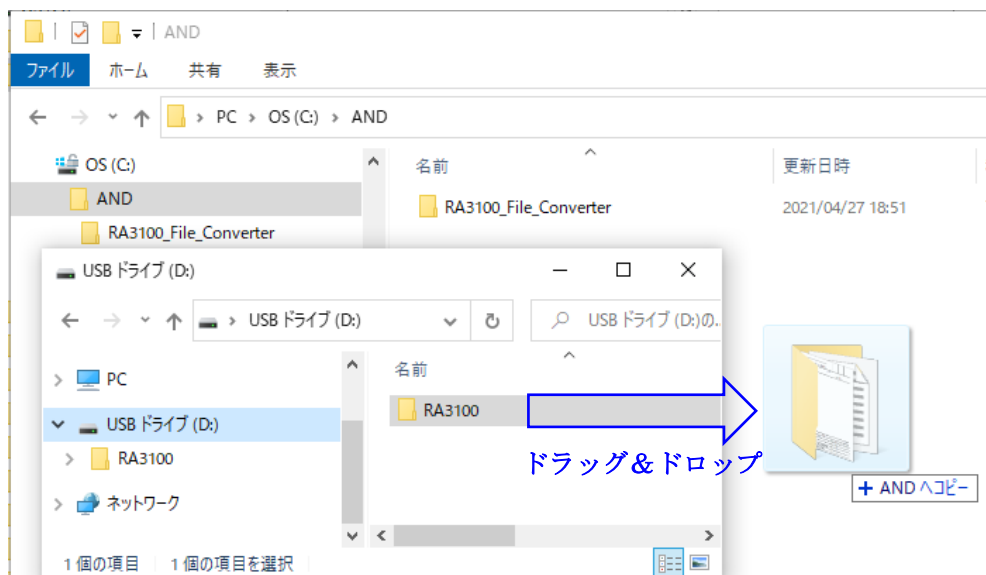 AND
ファイル ホーム 共有 表示
PC › OS (C:) › AND
OS (C:)
AND
RA3100_File_Converter
名前 更新日時
RA3100_File_Converter 2021/04/27 18:51
USB ドライブ (D:)
USB ドライブ (D:) USB ドライブ (D:)の..
PC
USB ドライブ (D:)
RA3100
ネットワーク
名前
RA3100
ドラッグ＆ドロップ
+ AND へコピー
1 個の項目 1 個の項目を選択